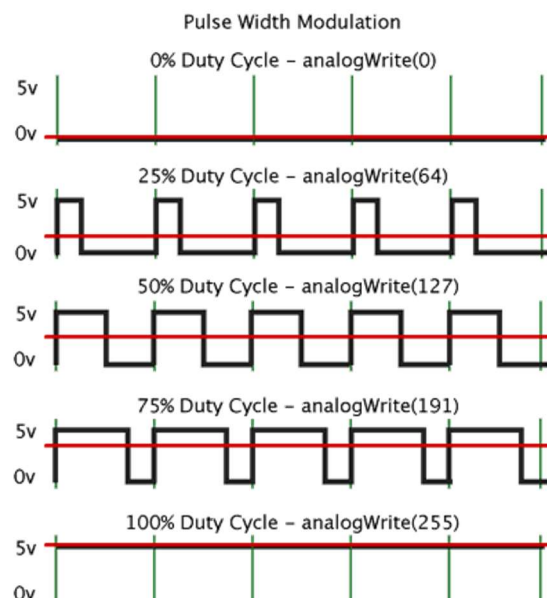 Pulse Width Modulation
0% Duty Cycle – analogWrite(0)
5v
0v
25% Duty Cycle – analogWrite(64)
5v
0v
50% Duty Cycle – analogWrite(127)
5v
0v
75% Duty Cycle – analogWrite(191)
5v
0v
100% Duty Cycle – analogWrite(255)
5v
0v